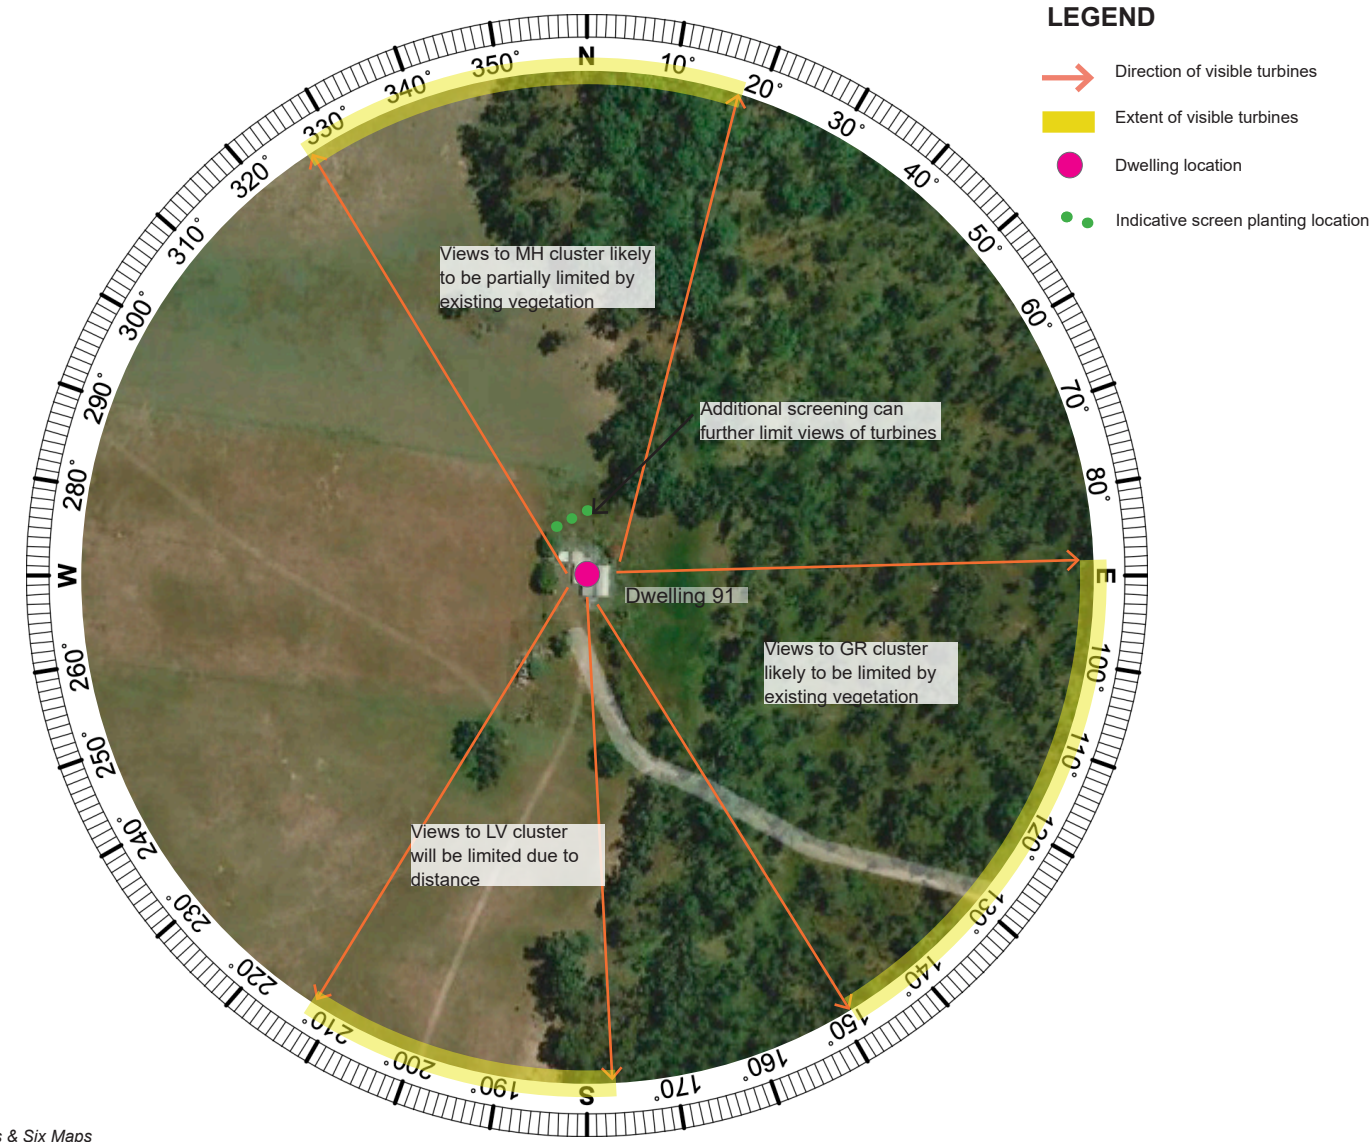 LEGEND
Direction of visible turbines
Extent of visible turbines
Dwelling location
Indicative screen planting location
N
10°
20°
30°
40°
50°
60°
70°
80°
E
100°
110°
120°
130°
140°
150°
160°
170°
S
190°
200°
210°
220°
230°
240°
250°
260°
W
280°
290°
300°
310°
320°
330°
340°
350°
Views to MH cluster likely
to be partially limited by
existing vegetation
Additional screening can
further limit views of turbines
Dwelling 91
Views to GR cluster
likely to be limited by
existing vegetation
Views to LV cluster
will be limited due to
distance
& Six Maps